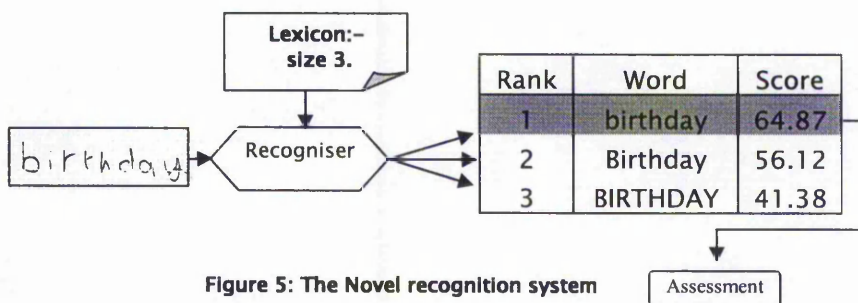 Lexicon:-
size 3.
birthday
Recogniser
Rank Word Score
1 birthday 64.87
2 Birthday 56.12
3 BIRTHDAY 41.38
Figure 5: The Novel recognition system
Assessment